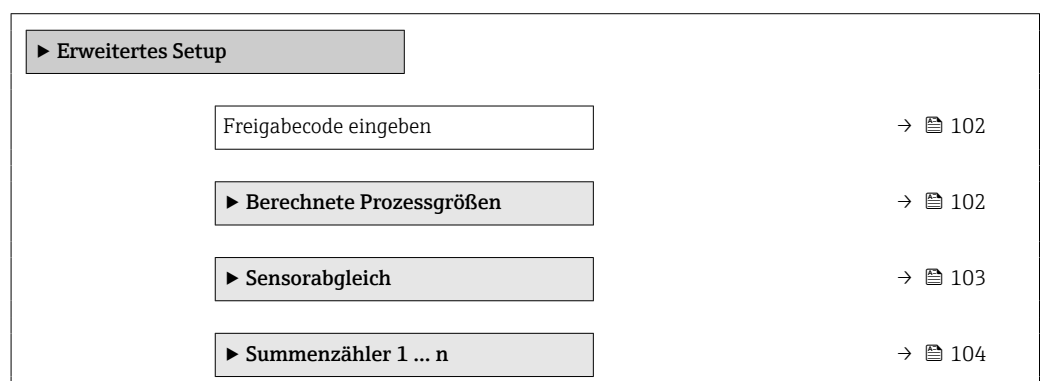 ▶ Erweitertes Setup
Freigabecode eingeben → 102
▶ Berechnete Prozessgrößen → 102
▶ Sensorabgleich → 103
▶ Summenzähler 1 … n → 104